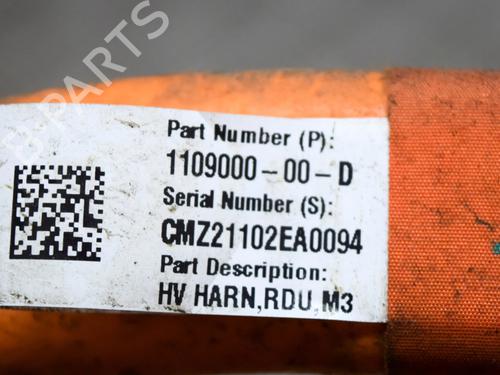 B-PARTS
Part Number (P):
1109000-00-D
Serial Number (S):
CMZ21102EA0094
Part Description:
HV HARN,RDU,M3